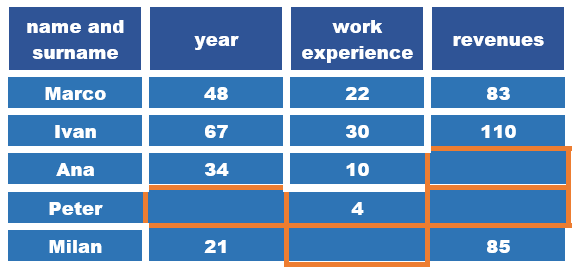 name and surname year work experience revenues
Marco 48 22 83
Ivan 67 30 110
Ana 34 10
Peter 4
Milan 21 85